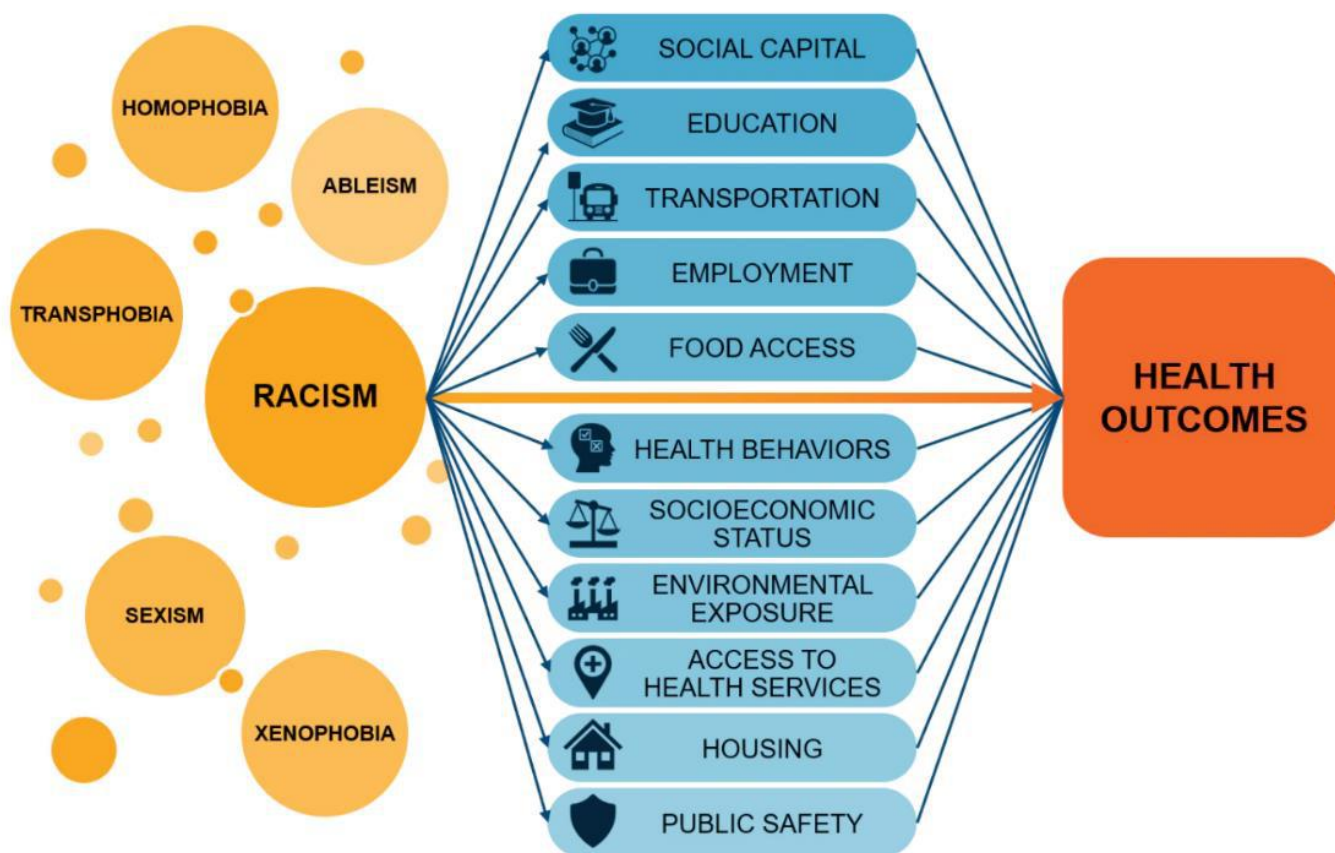 HOMOPHOBIA
ABLEISM
TRANSPHOBIA
RACISM
SEXISM
XENOPHOBIA
SOCIAL CAPITAL
EDUCATION
TRANSPORTATION
EMPLOYMENT
FOOD ACCESS
HEALTH BEHAVIORS
SOCIOECONOMIC
STATUS
ENVIRONMENTAL
EXPOSURE
ACCESS TO
HEALTH SERVICES
HOUSING
PUBLIC SAFETY
HEALTH
OUTCOMES